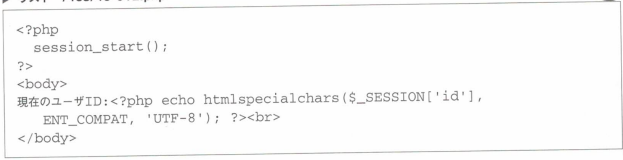 <?php
  session_start();
?>
<body>
現在のユーザID:<?php echo htmlspecialchars($_SESSION['id'],
   ENT_COMPAT, 'UTF-8'); ?><br>
</body>